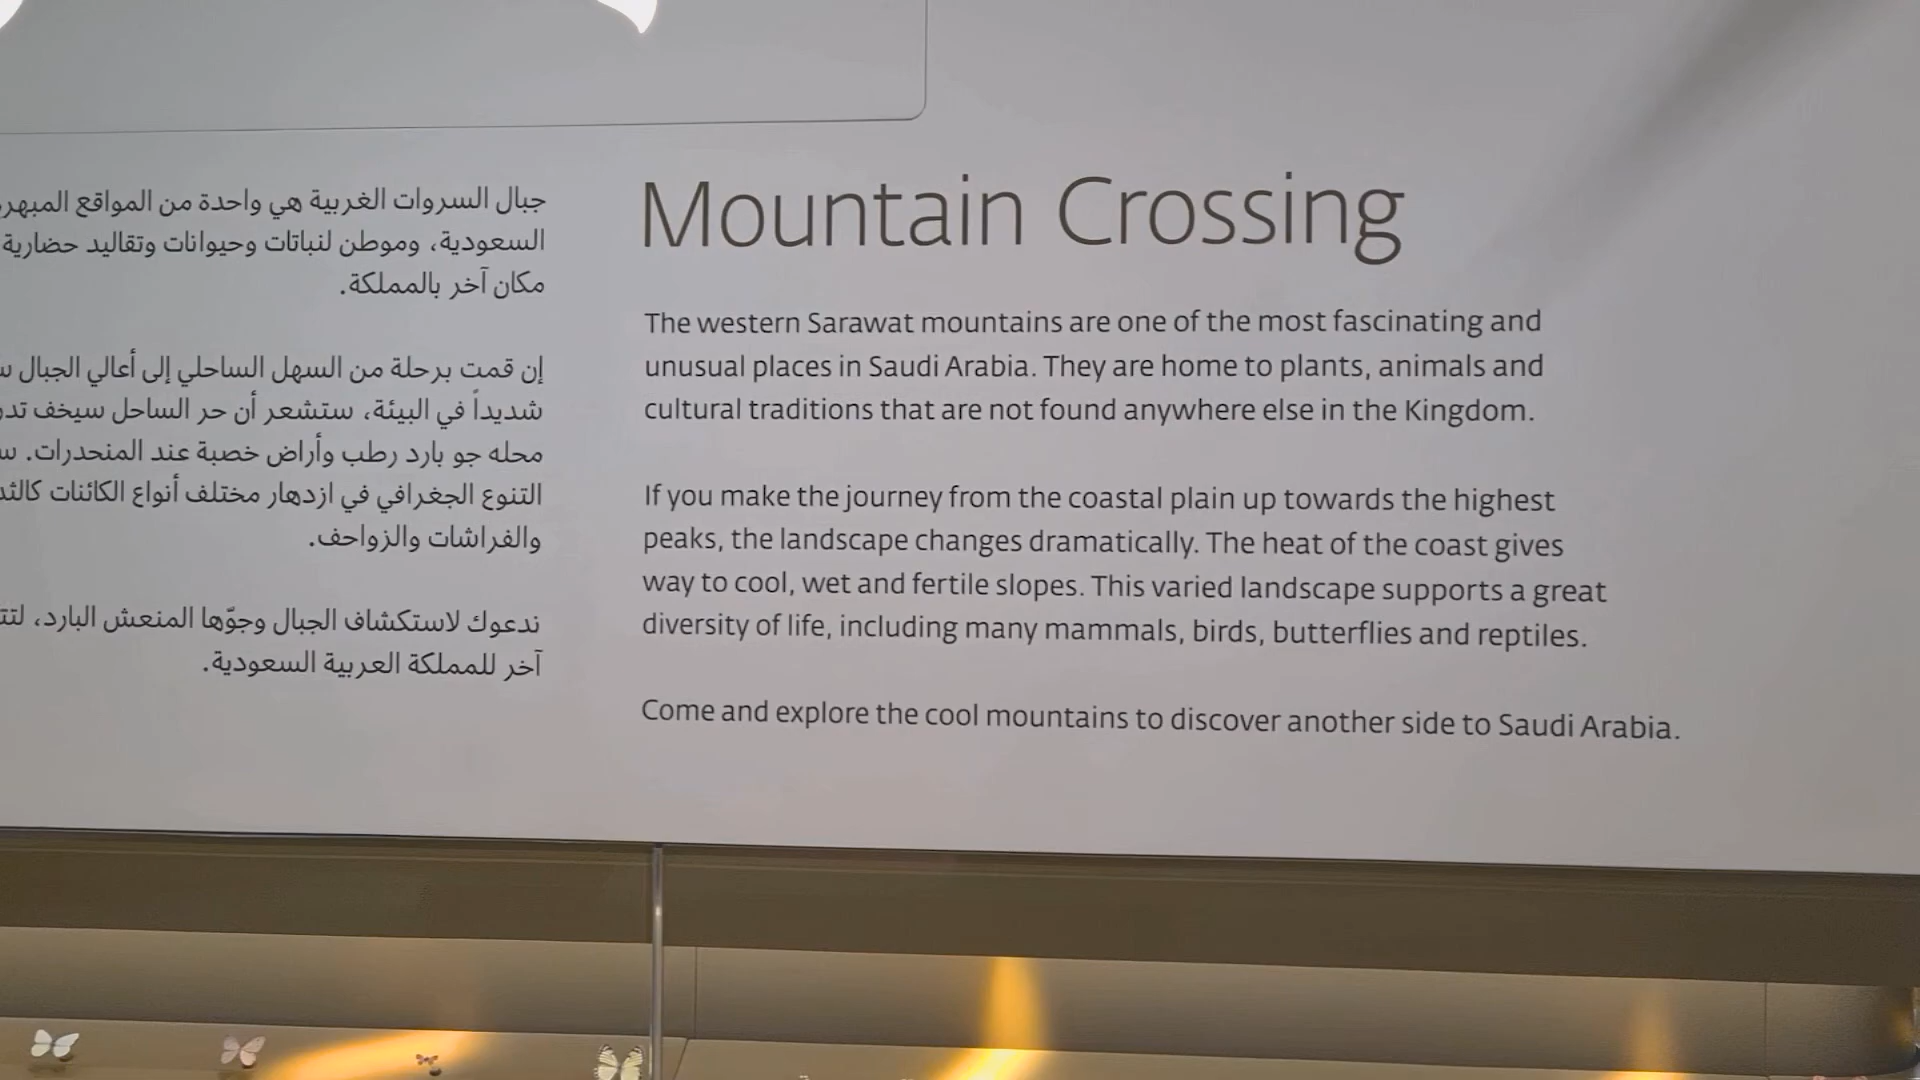 جبال السروات الغربية هي واحدة من المواقع
السعودية، وموطن لنباتات وحيوانات وتقاليد حضارية
مكان آخر بالمملكة.
إن قمت برحلة من السهل الساحلي إلى أعالي الجبال
شديداً في البيئة، ستشعر أن حر الساحل سيخف
محله جو بارد رطب وأراض خصبة عند المنحدرات.
التنوع الجغرافي في ازدهار مختلف أنواع الكائنات
والفراشات والزواحف.
ندعوك لاستكشاف الجبال وجوّها المنعش البارد،
آخر للمملكة العربية السعودية.
Mountain Crossing
The western Sarawat mountains are one of the most fascinating and
unusual places in Saudi Arabia. They are home to plants, animals and
cultural traditions that are not found anywhere else in the Kingdom.
If you make the journey from the coastal plain up towards the highest
peaks, the landscape changes dramatically. The heat of the coast gives
way to cool, wet and fertile slopes. This varied landscape supports a great
diversity of life, including many mammals, birds, butterflies and reptiles.
Come and explore the cool mountains to discover another side to Saudi Arabia.